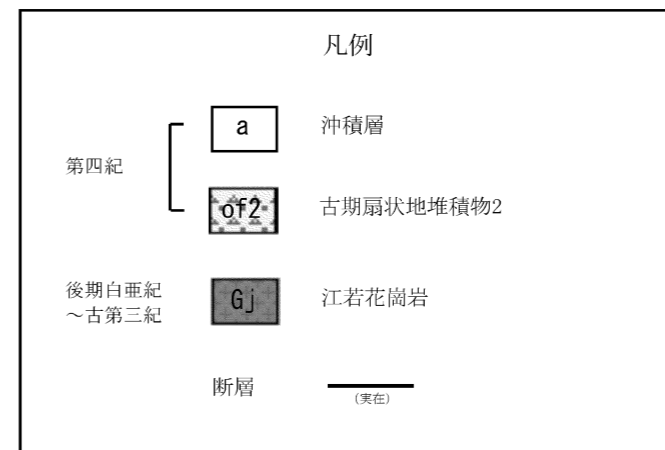 凡例
第四紀
a 沖積層
of2 古期扇状地堆積物2
後期白亜紀
～古第三紀
Gj 江若花崗岩
断層
(実在)